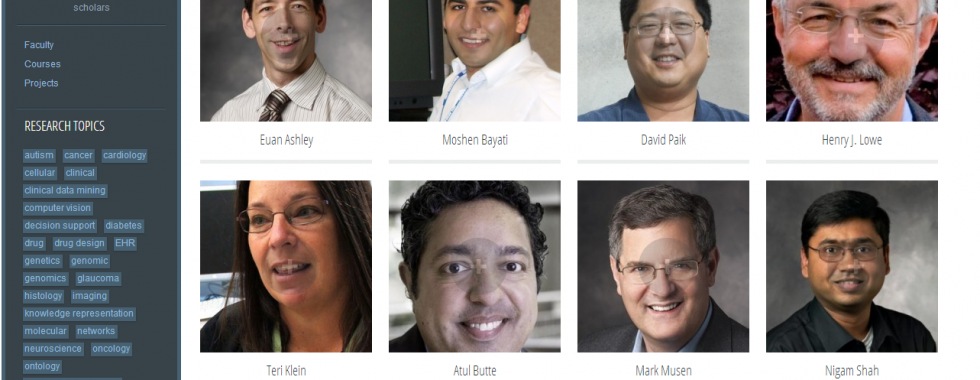 scholars
Faculty
Courses
Projects
RESEARCH TOPICS
autism cancer cardiology
cellular clinical
clinical data mining
computer vision
decision support diabetes
drug drug design EHR
genetics genomic
genomics glaucoma
histology imaging
knowledge representation
molecular networks
neuroscience oncology
ontology
Euan Ashley Moshen Bayati David Paik Henry J. Lowe
Teri Klein Atul Butte Mark Musen Nigam Shah